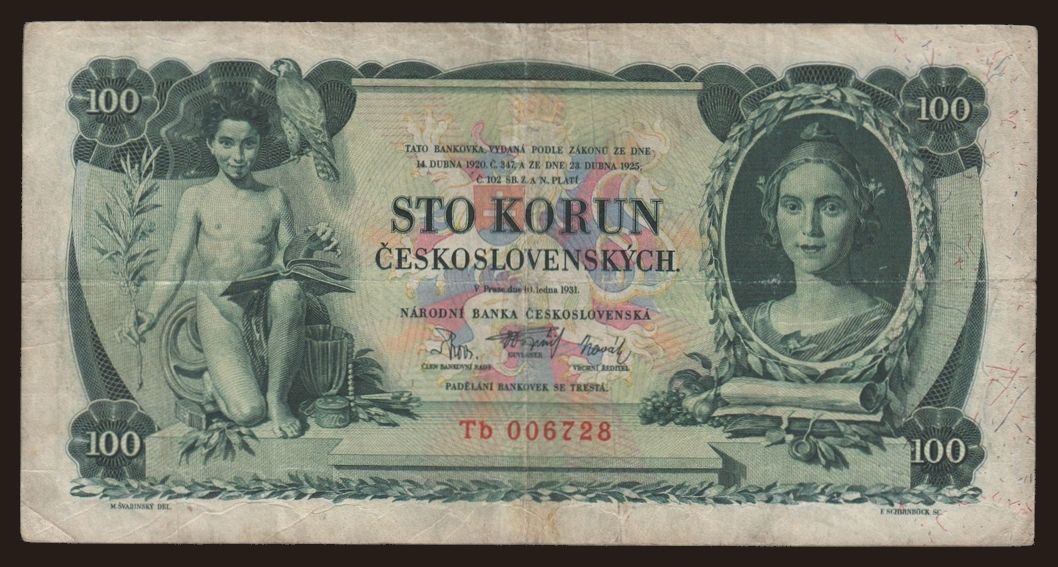 100
100
TATO BANKOVKA, VYDANÁ PODLE ZÁKONŮ ZE DNE
14. DUBNA 1920, Č. 347, A ZE DNE 23. DUBNA 1925,
Č. 102 SB. Z. A N. PLATÍ
STO KORUN
ČESKOSLOVENSKÝCH.
V Praze dne 10. ledna 1931.
NÁRODNÍ BANKA ČESKOSLOVENSKÁ
Novák
ČLEN BANKOVNÍ RADY
GUVERNER
VRCHNÍ ŘEDITEL
PADĚLÁNÍ BANKOVEK SE TRESTÁ.
Tb 006728
100
100
M. ŠVABINSKÝ DEL.
F. SCHIRNBÖCK SC.